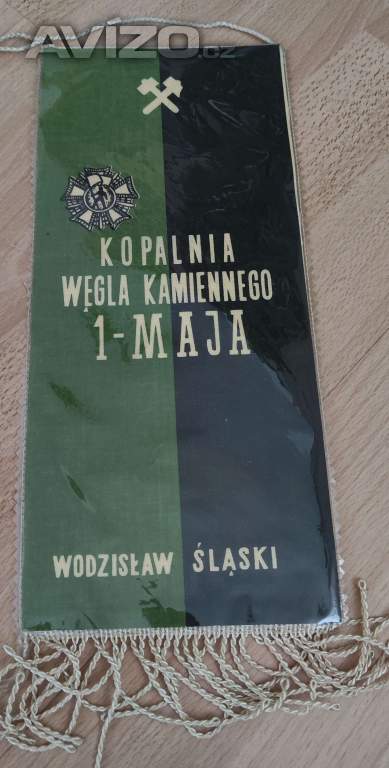 AVIZO.cz
KOPALNIA
WĘGLA KAMIENNEGO
1-MAJA
WODZISŁAW ŚLĄSKI